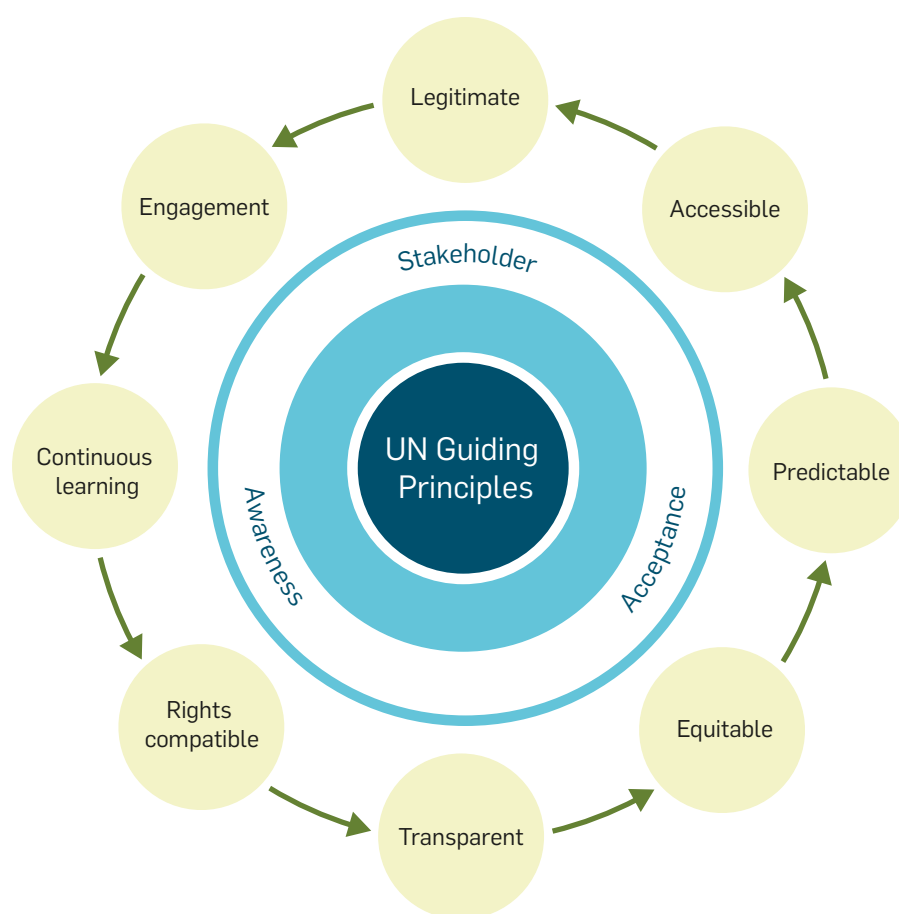 Legitimate
Engagement
Accessible
Stakeholder
Continuous
learning
UN Guiding
Principles
Predictable
Awareness
Acceptance
Rights
compatible
Equitable
Transparent